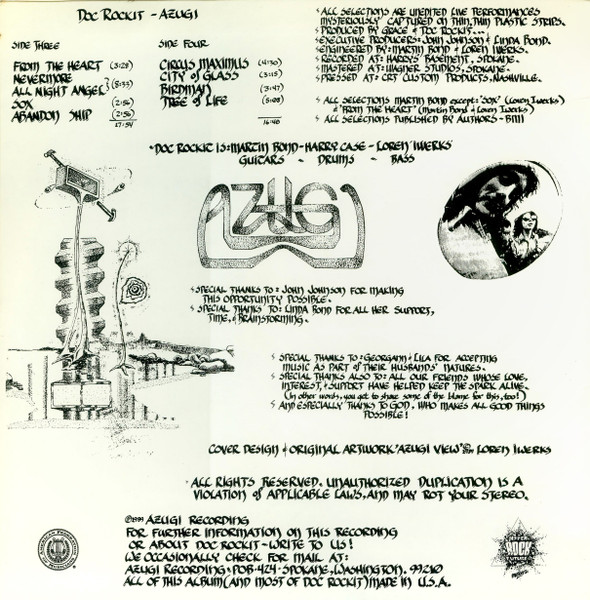 DOC ROCKIT - AZUGI
SIDE THREE
FROM THE HEART (3:28)
NEVERMORE
ALL NIGHT ANGEL (8:33)
SOX (2:56)
ABANDON SHIP (2:56)
17:54
SIDE FOUR
CIRCUS MAXIMUS (4:30)
CITY OF GLASS (3:15)
BIRDMAN (3:47)
TREE OF LIFE
16:40
ALL SELECTIONS ARE UNEDITED LIVE PERFORMANCES
MYSTERIOUSLY CAPTURED ON THIN, THIN PLASTIC STRIPS.
PRODUCED BY GRACE & DOC ROCKIT...
EXECUTIVE PRODUCERS: JOHN JOHNSON & LINDA BOND.
ENGINEERED BY: MARTIN BOND & LOREN IWERKS.
RECORDED AT: HARRYS' BASEMENT, SPOKANE.
MASTERED AT: WAGNER STUDIOS, SPOKANE.
PRESSED AT: CRT CUSTOM PRODUCTS, NASHVILLE.
ALL SELECTIONS MARTIN BOND except: "SOX" (Loren Iwerks)
& "FROM THE HEART" (Martin Bond & Loren Iwerks)
ALL SELECTIONS PUBLISHED BY AUTHORS - BMI
DOC ROCKIT IS: MARTIN BOND - HARRY CASE - LOREN IWERKS
GUITARS - DRUMS - BASS
AZUGI
SPECIAL THANKS TO: JOHN JOHNSON FOR MAKING
THIS OPPORTUNITY POSSIBLE.
SPECIAL THANKS TO: LINDA BOND FOR ALL HER SUPPORT,
TIME, & BRAINSTORMING.
SPECIAL THANKS TO: GEORGANN & LILA FOR ACCEPTING
MUSIC AS PART OF THEIR HUSBANDS' NATURES.
SPECIAL THANKS ALSO TO: ALL OUR FRIENDS WHOSE LOVE,
INTEREST, & SUPPORT HAVE HELPED KEEP THE SPARK ALIVE.
(In other words, you get to share some of the blame for this, too!)
AND ESPECIALLY THANKS TO GOD, WHO MAKES ALL GOOD THINGS
POSSIBLE!
COVER DESIGN & ORIGINAL ARTWORK "AZUGI VIEW" LOREN IWERKS
ALL RIGHTS RESERVED. UNAUTHORIZED DUPLICATION IS A
VIOLATION of APPLICABLE LAWS, AND MAY ROT YOUR STEREO.
AZUGI RECORDING
FOR FURTHER INFORMATION ON THIS RECORDING
OR ABOUT DOC ROCKIT - WRITE TO US!
WE OCCASIONALLY CHECK FOR MAIL AT:
AZUGI RECORDING • POB • 424 • SPOKANE, WASHINGTON. 99210
ALL OF THIS ALBUM (AND MOST OF DOC ROCKIT) MADE IN U.S.A.
ROCK